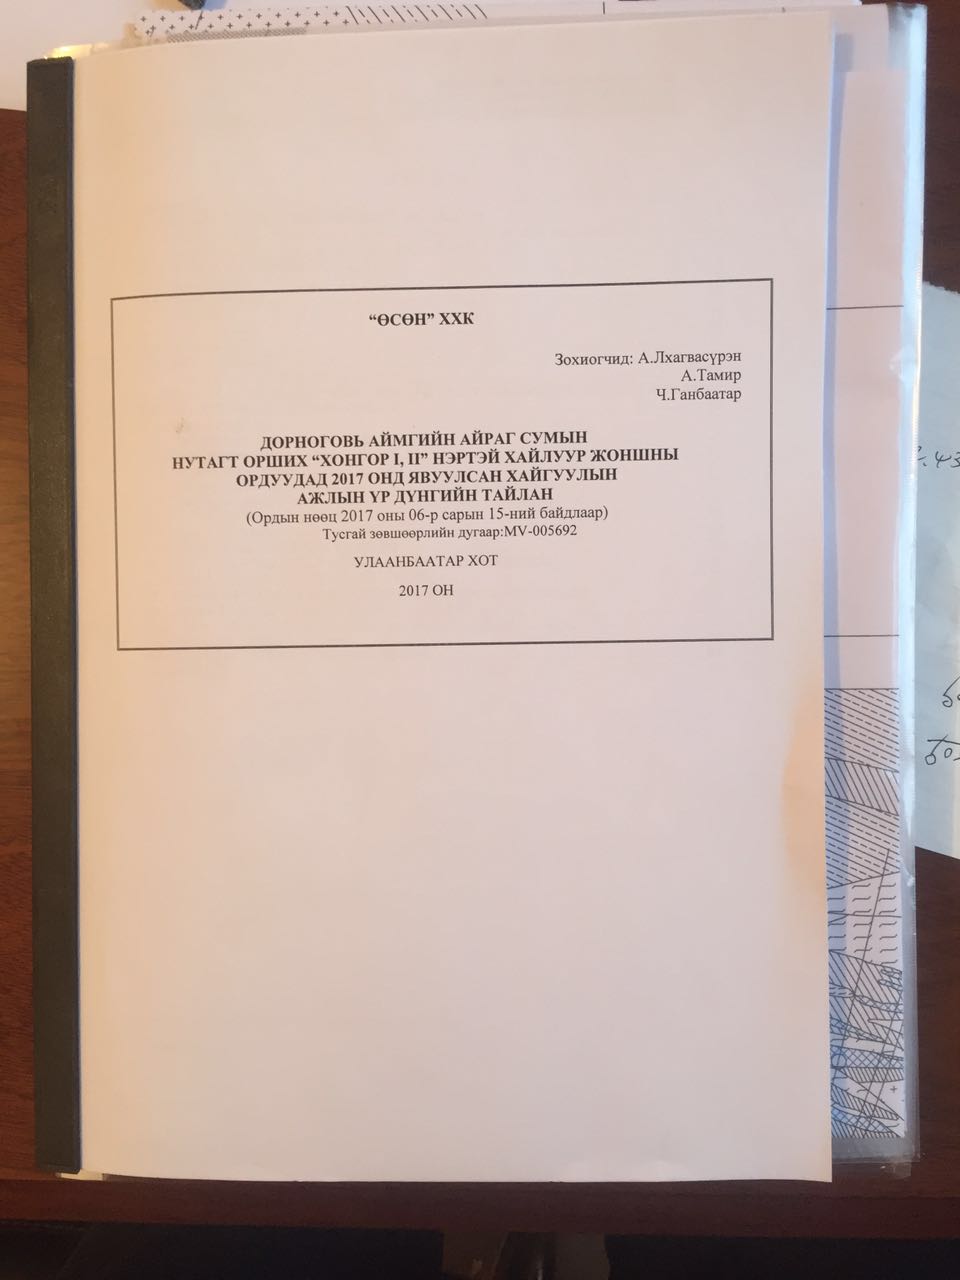 “ӨСӨН” ХХК
Зохиогчид: А.Лхагвасүрэн
А.Тамир
Ч.Ганбаатар
ДОРНОГОВЬ АЙМГИЙН АЙРАГ СУМЫН
НУТАГТ ОРШИХ “ХОНГОР I, II” НЭРТЭЙ ХАЙЛУУР ЖОНШНЫ
ОРДУУДАД 2017 ОНД ЯВУУЛСАН ХАЙГУУЛЫН
АЖЛЫН ҮР ДҮНГИЙН ТАЙЛАН
(Ордын нөөц 2017 оны 06-р сарын 15-ний байдлаар)
Тусгай зөвшөөрлийн дугаар:MV-005692
УЛААНБААТАР ХОТ
2017 ОН